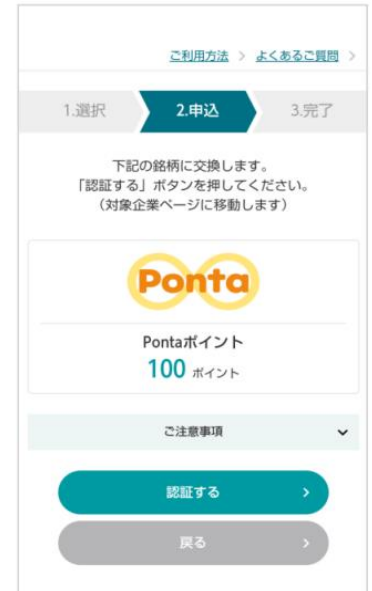 ご利用方法 > よくあるご質問 >
1.選択 2.申込 3.完了
下記の銘柄に交換します。
「認証する」ボタンを押してください。
（対象企業ページに移動します）
Ponta
Pontaポイント
100 ポイント
ご注意事項
認証する
戻る